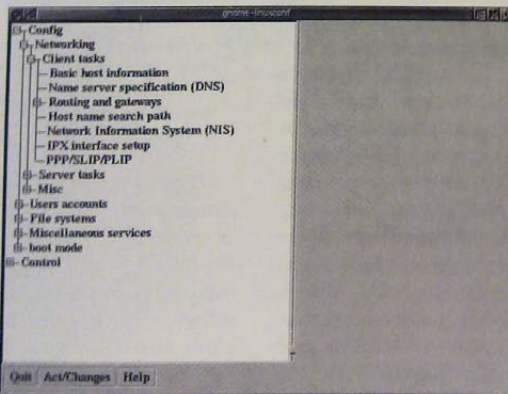 gnome-linuxconf
Config
Networking
Client tasks
Basic host information
Name server specification (DNS)
Routing and gateways
Host name search path
Network Information System (NIS)
IPX interface setup
PPP/SLIP/PLIP
Server tasks
Misc
Users accounts
File systems
Miscellaneous services
boot mode
Control
Quit Act/Changes Help